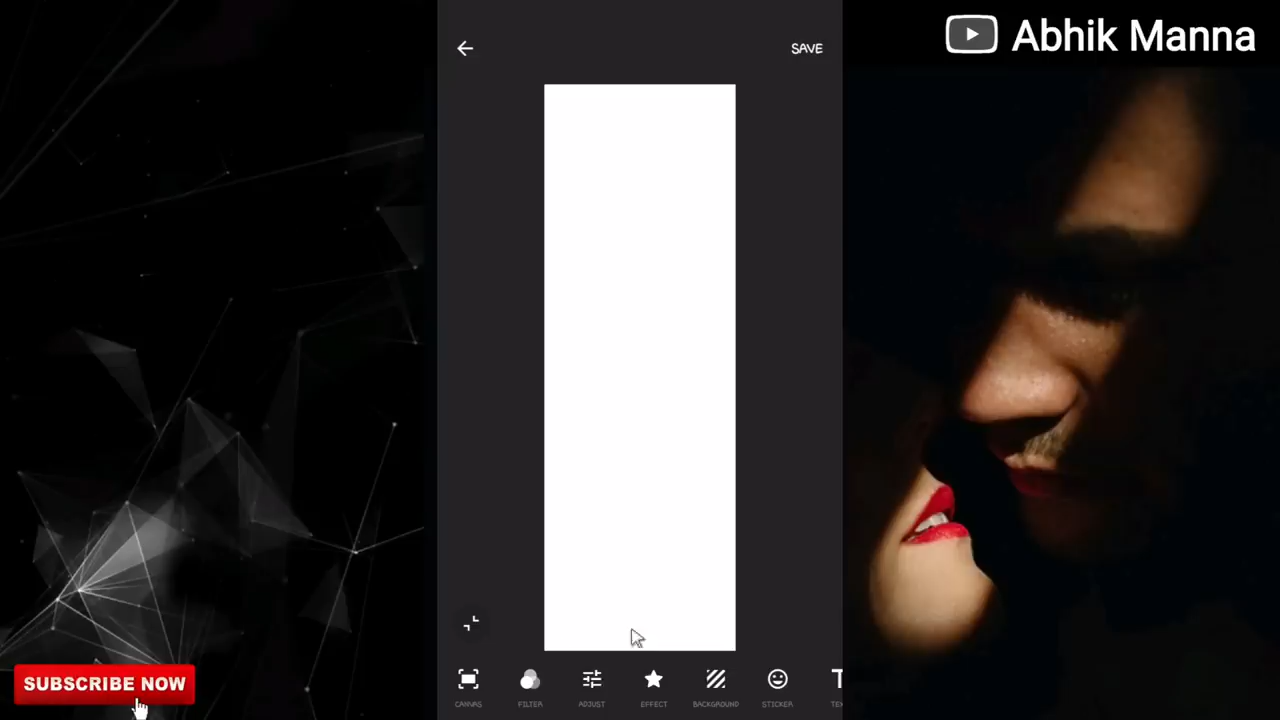 Abhik Manna
SAVE
CANVAS
FILTER
ADJUST
EFFECT
BACKGROUND
STICKER
SUBSCRIBE NOW